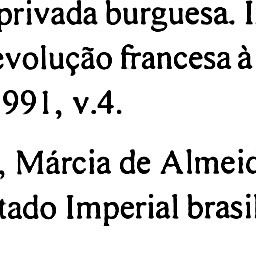 privada burguesa. I
evolução francesa à
991, v.4.
, Márcia de Almeid
tado Imperial brasil